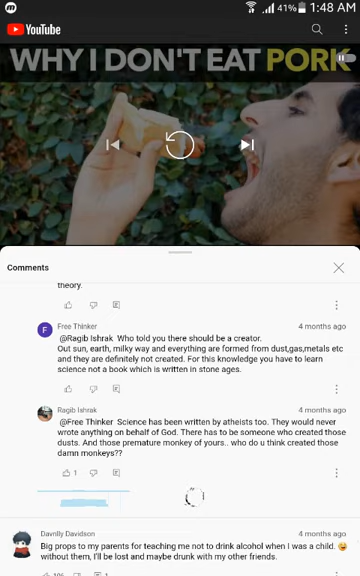 41% 1:48 AM
YouTube
WHY I DON'T EAT PORK
Comments
theory.
F
Free Thinker 4 months ago
@Ragib Ishrak Who told you there should be a creator.
Out sun, earth, milky way and everything are formed from dust,gas,metals etc
and they are definitely not created. For this knowledge you have to learn
science not a book which is written in stone ages.
Ragib Ishrak 4 months ago
@Free Thinker Science has been written by atheists too. They would never
wrote anything on behalf of God. There has to be someone who created those
dusts. And those premature monkey of yours.. who do u think created those
damn monkeys??
1
Davnlly Davidson 4 months ago
Big props to my parents for teaching me not to drink alcohol when I was a child. 😄
without them, I'll be lost and maybe drunk with my other friends.